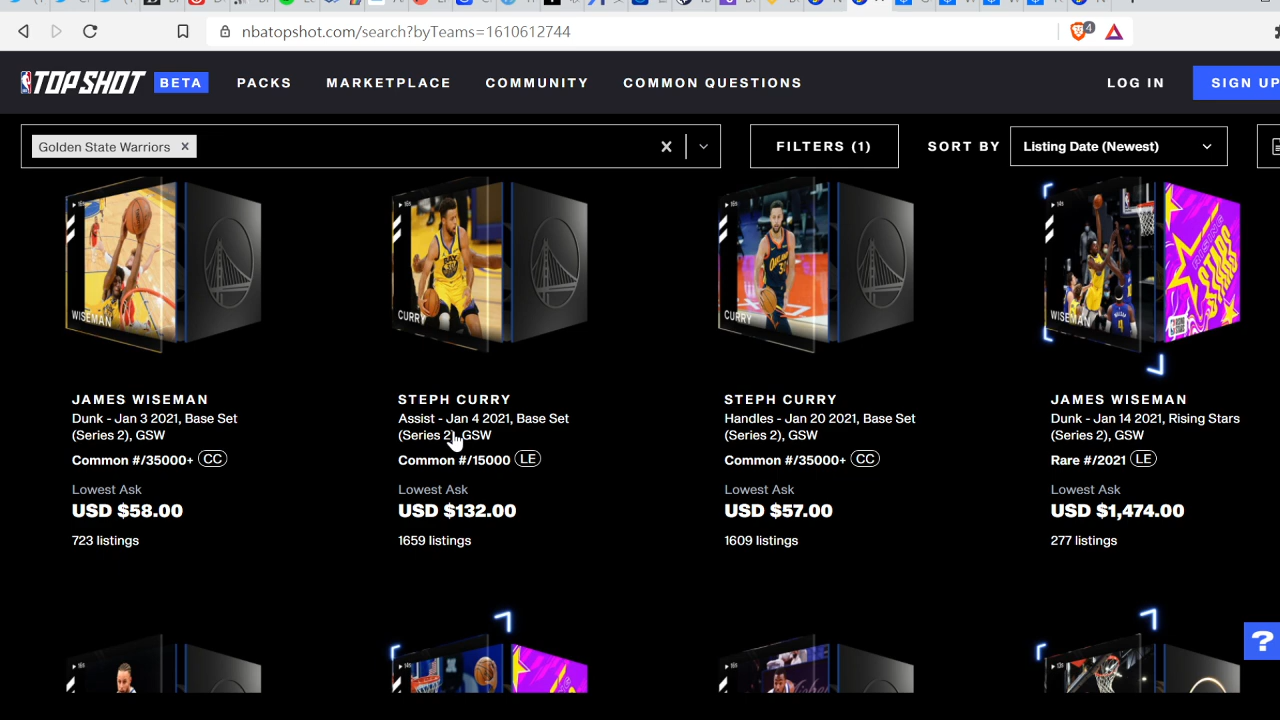 nbatopshot.com/search?byTeams=1610612744
4
TOP SHOT BETA PACKS MARKETPLACE COMMUNITY COMMON QUESTIONS LOG IN SIGN UP
Golden State Warriors × FILTERS (1) SORT BY Listing Date (Newest)
WISEMAN
CURRY
CURRY
WISEMAN
JAMES WISEMAN
Dunk - Jan 3 2021, Base Set
(Series 2), GSW
Common #/35000+ CC
Lowest Ask
USD $58.00
723 listings
STEPH CURRY
Assist - Jan 4 2021, Base Set
(Series 2), GSW
Common #/15000 LE
Lowest Ask
USD $132.00
1659 listings
STEPH CURRY
Handles - Jan 20 2021, Base Set
(Series 2), GSW
Common #/35000+ CC
Lowest Ask
USD $57.00
1609 listings
JAMES WISEMAN
Dunk - Jan 14 2021, Rising Stars
(Series 2), GSW
Rare #/2021 LE
Lowest Ask
USD $1,474.00
277 listings
?